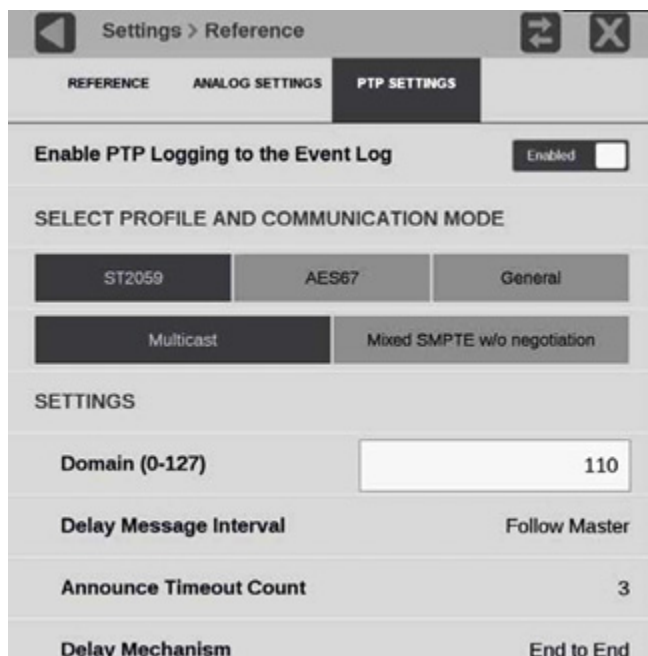 Settings > Reference
REFERENCE ANALOG SETTINGS PTP SETTINGS
Enable PTP Logging to the Event Log Enabled
SELECT PROFILE AND COMMUNICATION MODE
ST2059 AES67 General
Multicast Mixed SMPTE w/o negotiation
SETTINGS
Domain (0-127) 110
Delay Message Interval Follow Master
Announce Timeout Count 3
Delay Mechanism End to End